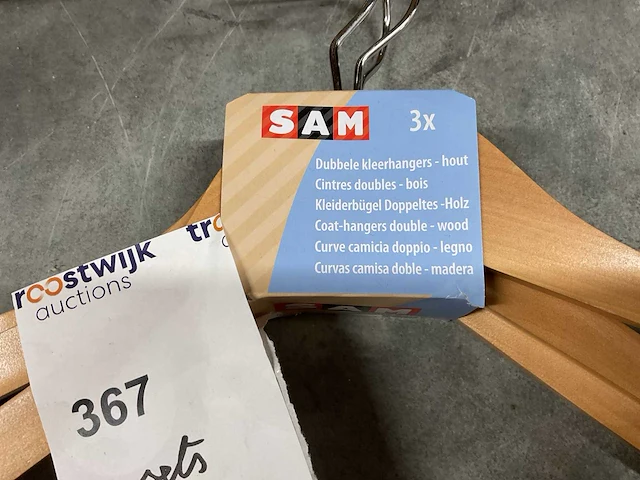 SAM
3x
Dubbele kleerhangers - hout
Cintres doubles - bois
Kleiderbügel Doppeltes -Holz
Coat-hangers double - wood
Curve camicia doppio - legno
Curvas camisa doble - madera
SAM
roostwijk
auctions
367